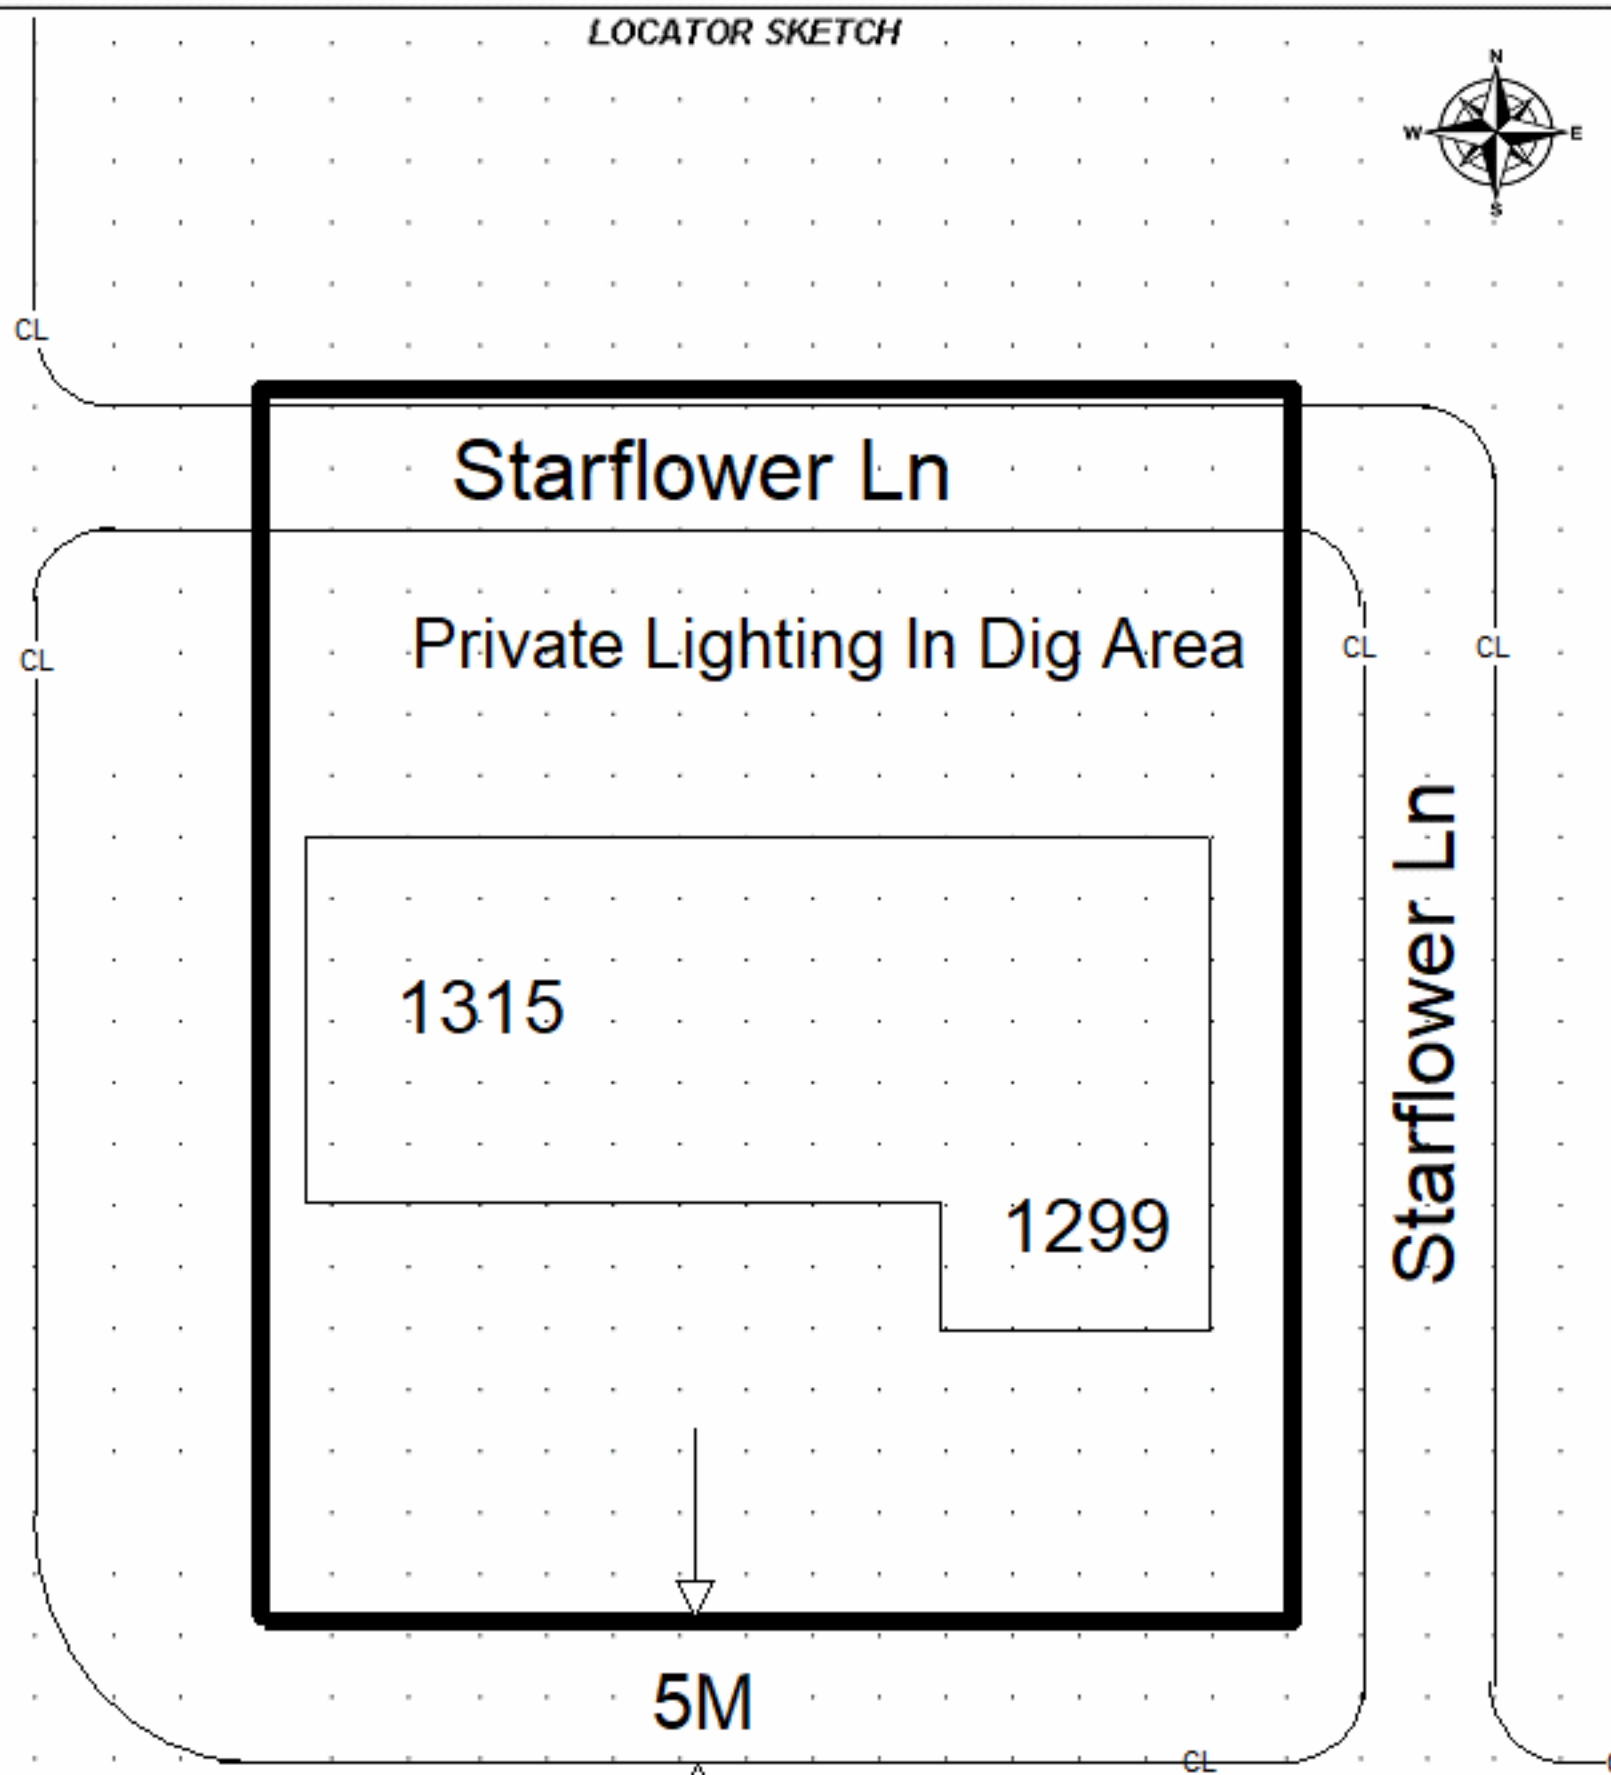 LOCATOR SKETCH
N
W
E
S
CL
Starflower Ln
Private Lighting In Dig Area
CL
CL
CL
Starflower Ln
1315
1299
5M
CL